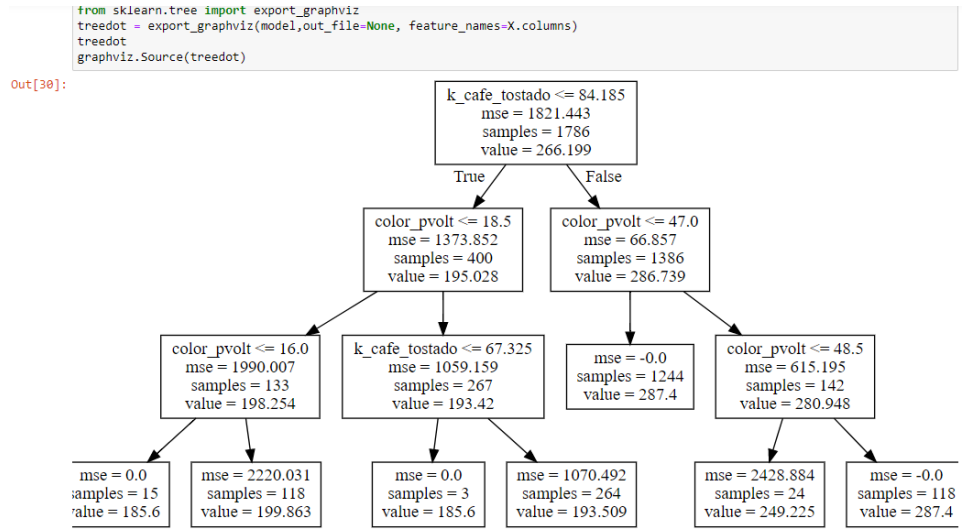 from sklearn.tree import export_graphviz
treedot = export_graphviz(model,out_file=None, feature_names=X.columns)
treedot
graphviz.Source(treedot)
Out[30]:
k_cafe_tostado <= 84.185
mse = 1821.443
samples = 1786
value = 266.199
True
False
color_pvolt <= 18.5
mse = 1373.852
samples = 400
value = 195.028
color_pvolt <= 47.0
mse = 66.857
samples = 1386
value = 286.739
color_pvolt <= 16.0
mse = 1990.007
samples = 133
value = 198.254
k_cafe_tostado <= 67.325
mse = 1059.159
samples = 267
value = 193.42
mse = -0.0
samples = 1244
value = 287.4
color_pvolt <= 48.5
mse = 615.195
samples = 142
value = 280.948
mse = 0.0
samples = 15
value = 185.6
mse = 2220.031
samples = 118
value = 199.863
mse = 0.0
samples = 3
value = 185.6
mse = 1070.492
samples = 264
value = 193.509
mse = 2428.884
samples = 24
value = 249.225
mse = -0.0
samples = 118
value = 287.4